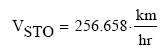 V_STO = 256.658 · km/hr